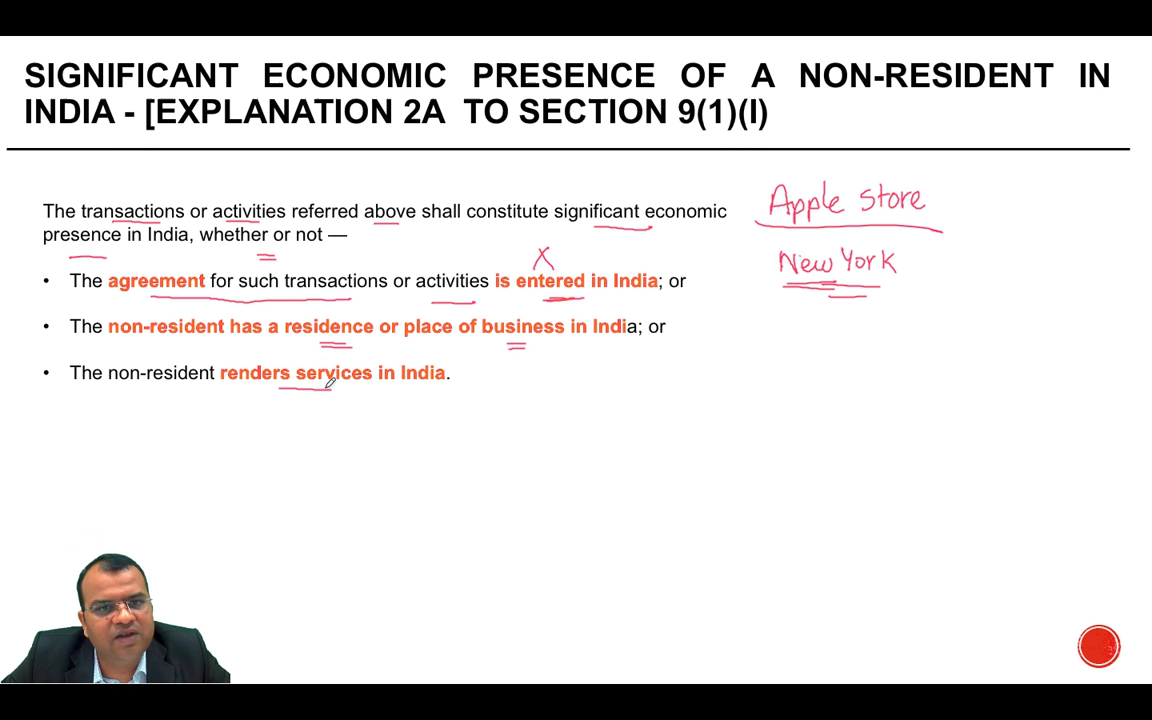 SIGNIFICANT ECONOMIC PRESENCE OF A NON-RESIDENT IN
INDIA - [EXPLANATION 2A TO SECTION 9(1)(I)
The transactions or activities referred above shall constitute significant economic
presence in India, whether or not —
• The agreement for such transactions or activities is entered in India; or
• The non-resident has a residence or place of business in India; or
• The non-resident renders services in India.
Apple Store
New York